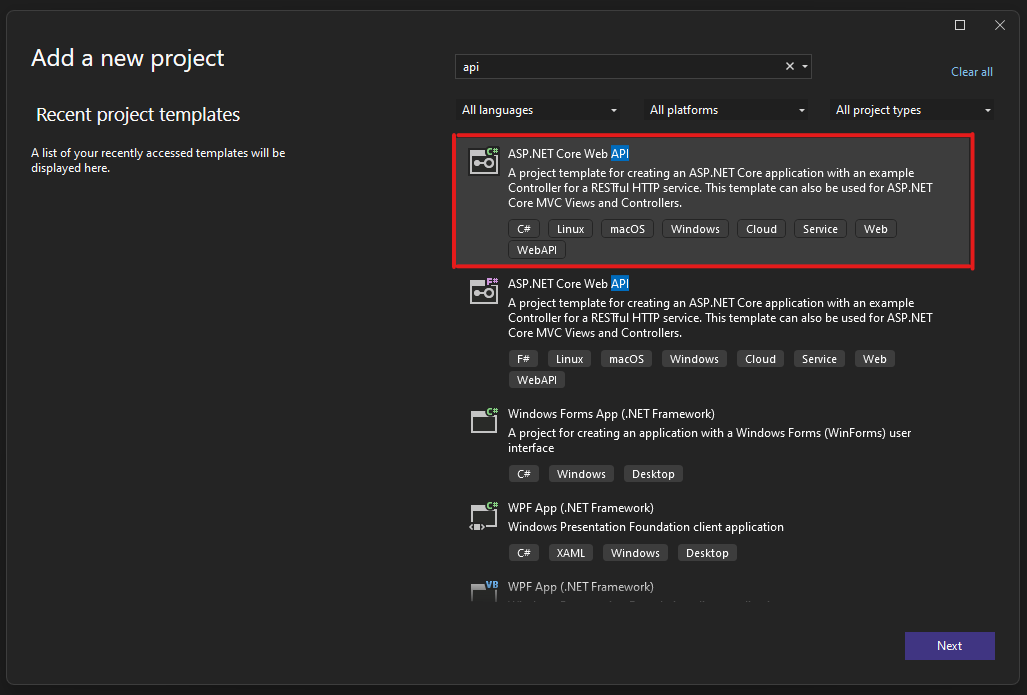 Add a new project
api
Clear all
Recent project templates
A list of your recently accessed templates will be
displayed here.
All languages
All platforms
All project types
C#
ASP.NET Core Web API
A project template for creating an ASP.NET Core application with an example
Controller for a RESTful HTTP service. This template can also be used for ASP.NET
Core MVC Views and Controllers.
C# Linux macOS Windows Cloud Service Web
WebAPI
F#
ASP.NET Core Web API
A project template for creating an ASP.NET Core application with an example
Controller for a RESTful HTTP service. This template can also be used for ASP.NET
Core MVC Views and Controllers.
F# Linux macOS Windows Cloud Service Web
WebAPI
C#
Windows Forms App (.NET Framework)
A project for creating an application with a Windows Forms (WinForms) user
interface
C# Windows Desktop
C#
WPF App (.NET Framework)
Windows Presentation Foundation client application
C# XAML Windows Desktop
VB
WPF App (.NET Framework)
Next